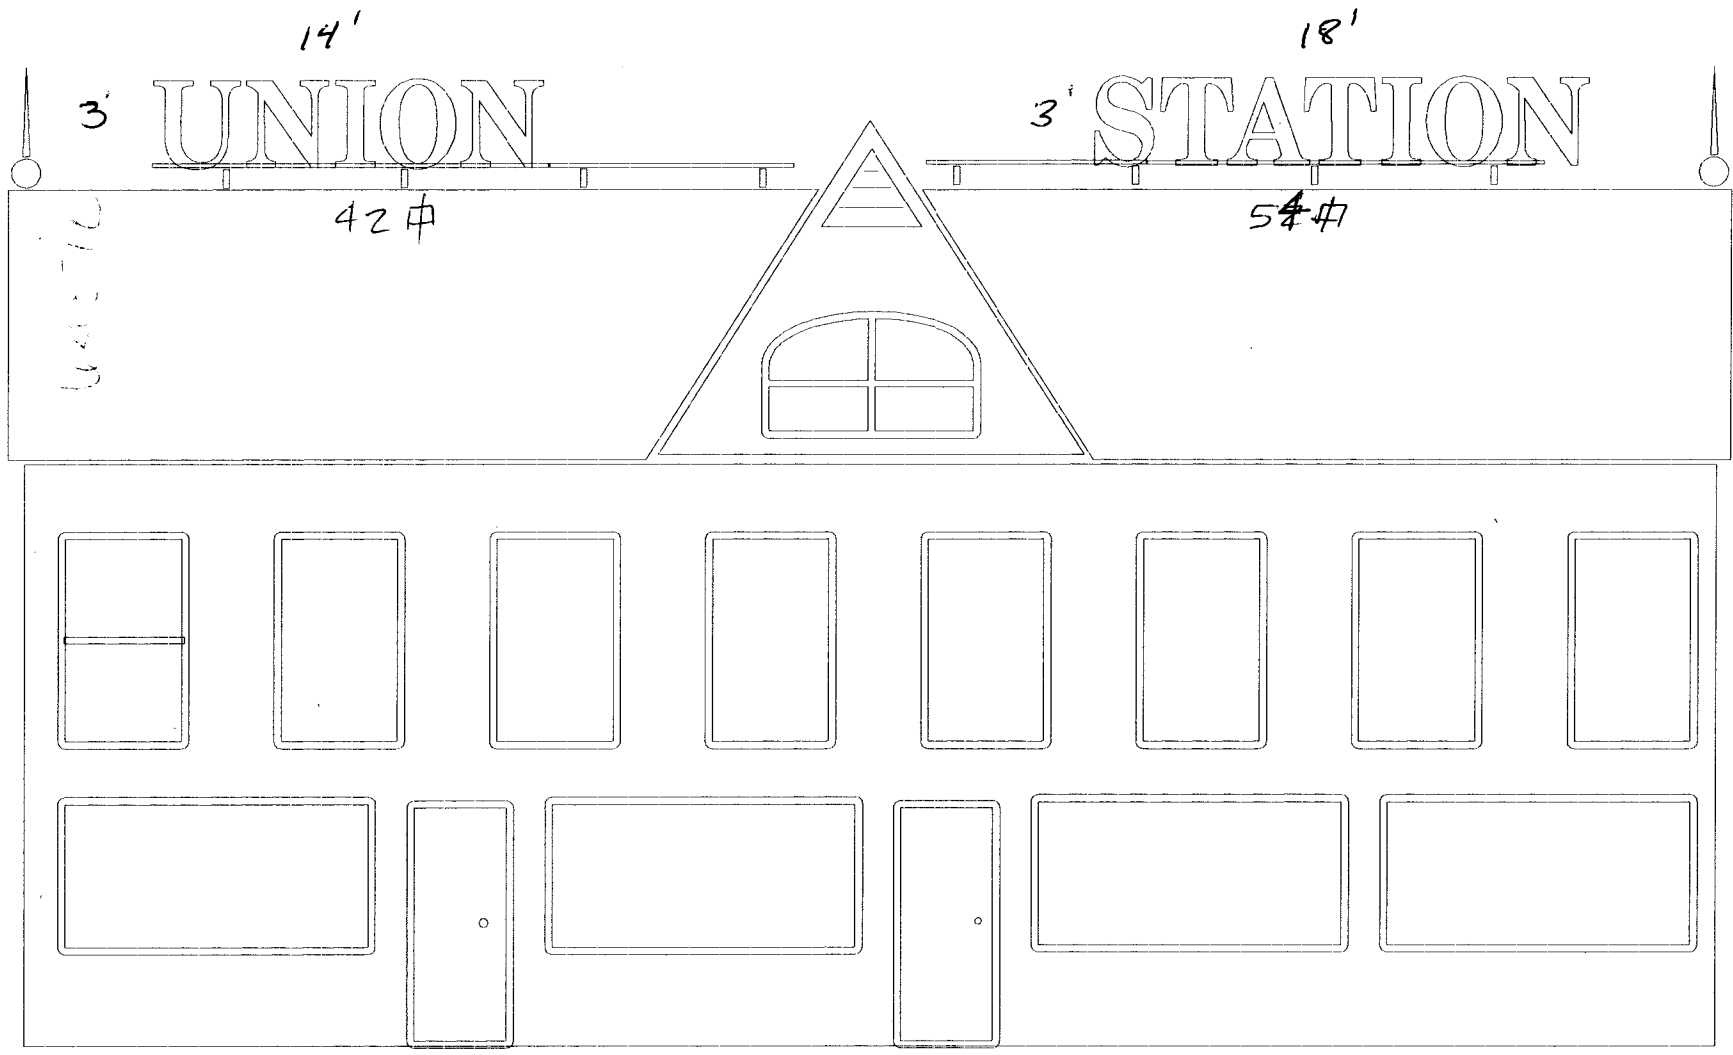 14'
18'
3' UNION
3' STATION
42 ⌗
54 ⌗